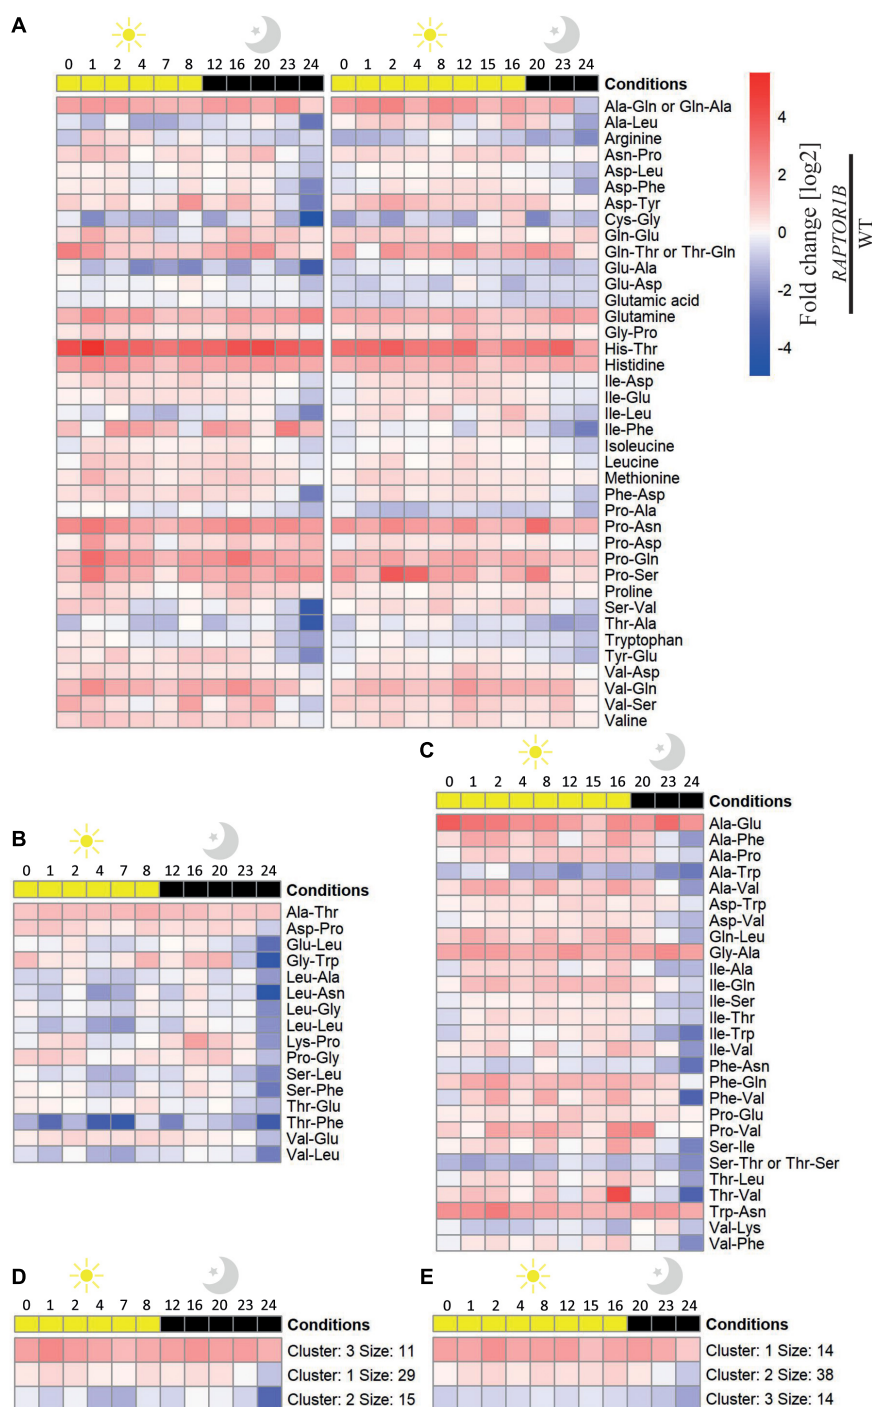 A
0 1 2 4 7 8 12 16 20 23 24
0 1 2 4 8 12 15 16 20 23 24
Conditions
Ala-Gln or Gln-Ala
Ala-Leu
Arginine
Asn-Pro
Asp-Leu
Asp-Phe
Asp-Tyr
Cys-Gly
Gln-Glu
Gln-Thr or Thr-Gln
Glu-Ala
Glu-Asp
Glutamic acid
Glutamine
Gly-Pro
His-Thr
Histidine
Ile-Asp
Ile-Glu
Ile-Leu
Ile-Phe
Isoleucine
Leucine
Methionine
Phe-Asp
Pro-Ala
Pro-Asn
Pro-Asp
Pro-Gln
Pro-Ser
Proline
Ser-Val
Thr-Ala
Tryptophan
Tyr-Glu
Val-Asp
Val-Gln
Val-Ser
Valine
4
2
0
-2
-4
Fold change [log2]
RAPTOR1B
WT
B
0 1 2 4 7 8 12 16 20 23 24
Conditions
Ala-Thr
Asp-Pro
Glu-Leu
Gly-Trp
Leu-Ala
Leu-Asn
Leu-Gly
Leu-Leu
Lys-Pro
Pro-Gly
Ser-Leu
Ser-Phe
Thr-Glu
Thr-Phe
Val-Glu
Val-Leu
C
0 1 2 4 8 12 15 16 20 23 24
Conditions
Ala-Glu
Ala-Phe
Ala-Pro
Ala-Trp
Ala-Val
Asp-Trp
Asp-Val
Gln-Leu
Gly-Ala
Ile-Ala
Ile-Gln
Ile-Ser
Ile-Thr
Ile-Trp
Ile-Val
Phe-Asn
Phe-Gln
Phe-Val
Pro-Glu
Pro-Val
Ser-Ile
Ser-Thr or Thr-Ser
Thr-Leu
Thr-Val
Trp-Asn
Val-Lys
Val-Phe
D
0 1 2 4 7 8 12 16 20 23 24
Conditions
Cluster: 3 Size: 11
Cluster: 1 Size: 29
Cluster: 2 Size: 15
E
0 1 2 4 8 12 15 16 20 23 24
Conditions
Cluster: 1 Size: 14
Cluster: 2 Size: 38
Cluster: 3 Size: 14